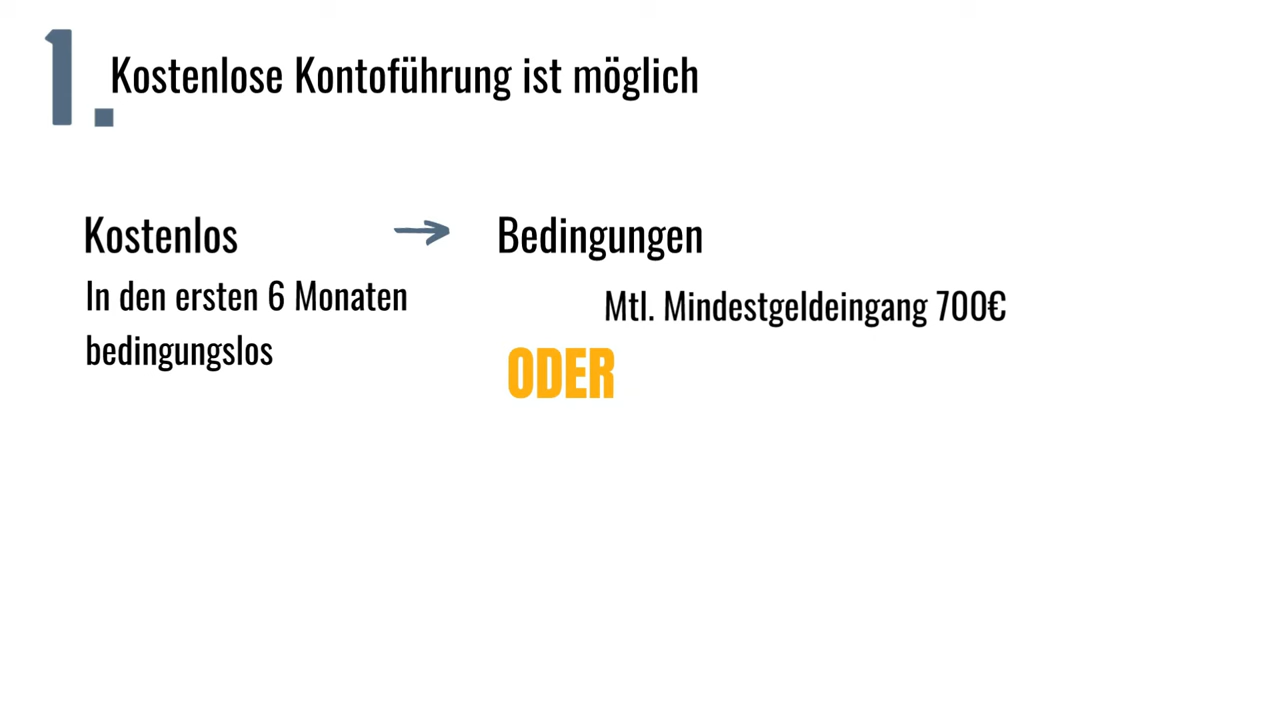 1. Kostenlose Kontoführung ist möglich
Kostenlos → Bedingungen
In den ersten 6 Monaten
bedingungslos
Mtl. Mindestgeldeingang 700€
ODER